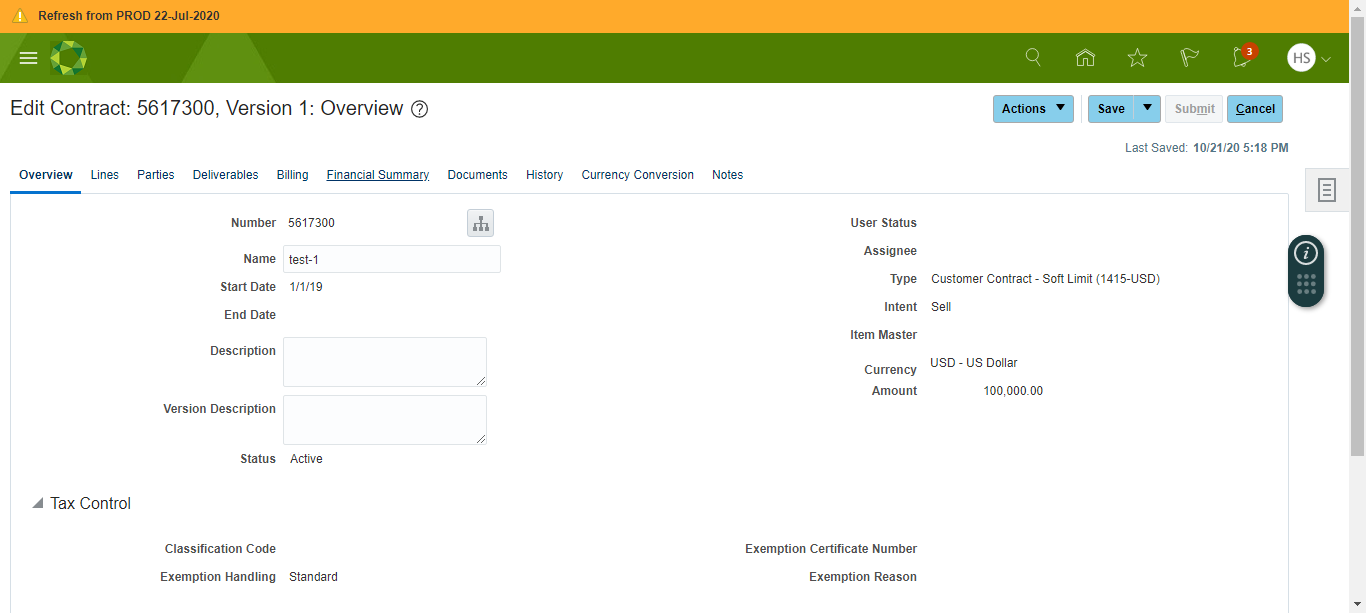 Refresh from PROD 22-Jul-2020
3
HS
Edit Contract: 5617300, Version 1: Overview ?
Actions Save Submit Cancel
Last Saved: 10/21/20 5:18 PM
Overview Lines Parties Deliverables Billing Financial Summary Documents History Currency Conversion Notes
Number 5617300
Name test-1
Start Date 1/1/19
End Date
Description
Version Description
Status Active
User Status
Assignee
Type Customer Contract - Soft Limit (1415-USD)
Intent Sell
Item Master
Currency USD - US Dollar
Amount 100,000.00
i
Tax Control
Classification Code
Exemption Handling Standard
Exemption Certificate Number
Exemption Reason